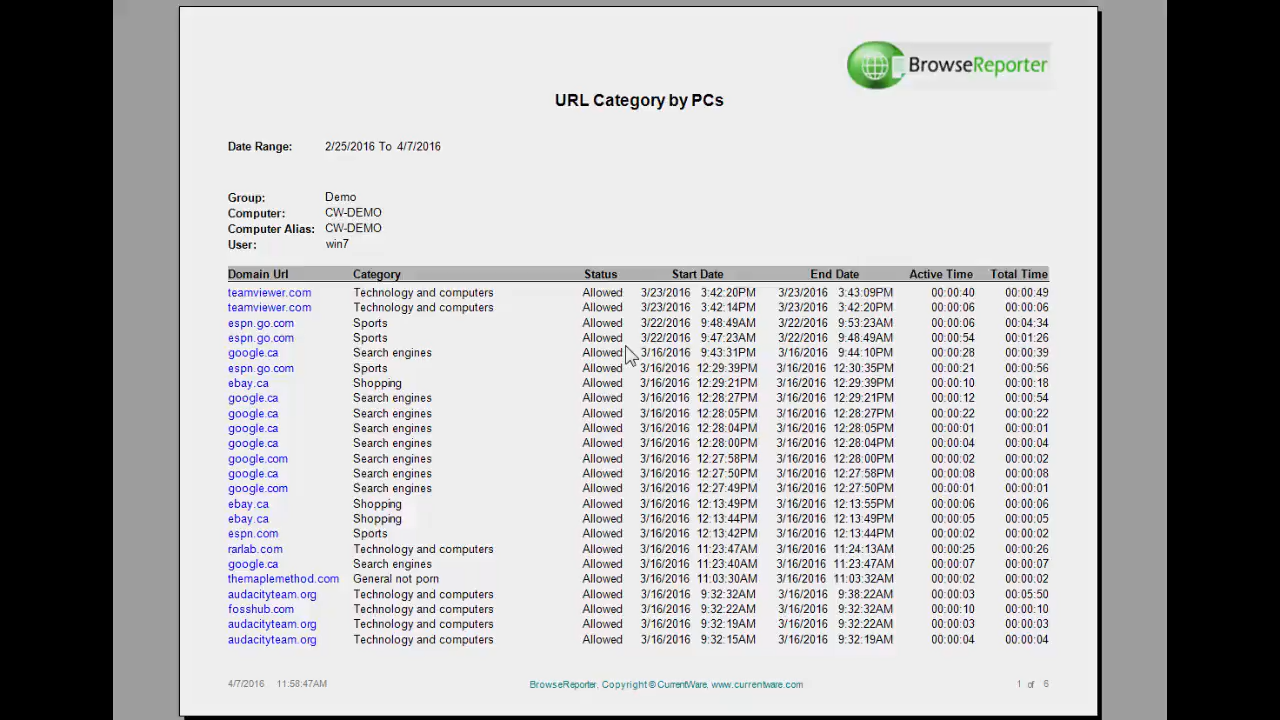 BrowseReporter
URL Category by PCs
Date Range: 2/25/2016 To 4/7/2016
Group: Demo
Computer: CW-DEMO
Computer Alias: CW-DEMO
User: win7
Domain Url Category Status Start Date End Date Active Time Total Time
teamviewer.com Technology and computers Allowed 3/23/2016 3:42:20PM 3/23/2016 3:43:09PM 00:00:40 00:00:49
teamviewer.com Technology and computers Allowed 3/23/2016 3:42:14PM 3/23/2016 3:42:20PM 00:00:06 00:00:06
espn.go.com Sports Allowed 3/22/2016 9:48:49AM 3/22/2016 9:53:23AM 00:00:06 00:04:34
espn.go.com Sports Allowed 3/22/2016 9:47:23AM 3/22/2016 9:48:49AM 00:00:54 00:01:26
google.ca Search engines Allowed 3/16/2016 9:43:31PM 3/16/2016 9:44:10PM 00:00:28 00:00:39
espn.go.com Sports Allowed 3/16/2016 12:29:39PM 3/16/2016 12:30:35PM 00:00:21 00:00:56
ebay.ca Shopping Allowed 3/16/2016 12:29:21PM 3/16/2016 12:29:39PM 00:00:10 00:00:18
google.ca Search engines Allowed 3/16/2016 12:28:27PM 3/16/2016 12:29:21PM 00:00:12 00:00:54
google.ca Search engines Allowed 3/16/2016 12:28:05PM 3/16/2016 12:28:27PM 00:00:22 00:00:22
google.ca Search engines Allowed 3/16/2016 12:28:04PM 3/16/2016 12:28:05PM 00:00:01 00:00:01
google.ca Search engines Allowed 3/16/2016 12:28:00PM 3/16/2016 12:28:04PM 00:00:04 00:00:04
google.com Search engines Allowed 3/16/2016 12:27:58PM 3/16/2016 12:28:00PM 00:00:02 00:00:02
google.ca Search engines Allowed 3/16/2016 12:27:50PM 3/16/2016 12:27:58PM 00:00:08 00:00:08
google.com Search engines Allowed 3/16/2016 12:27:49PM 3/16/2016 12:27:50PM 00:00:01 00:00:01
ebay.ca Shopping Allowed 3/16/2016 12:13:49PM 3/16/2016 12:13:55PM 00:00:06 00:00:06
ebay.ca Shopping Allowed 3/16/2016 12:13:44PM 3/16/2016 12:13:49PM 00:00:05 00:00:05
espn.com Sports Allowed 3/16/2016 12:13:42PM 3/16/2016 12:13:44PM 00:00:02 00:00:02
rarlab.com Technology and computers Allowed 3/16/2016 11:23:47AM 3/16/2016 11:24:13AM 00:00:25 00:00:26
google.ca Search engines Allowed 3/16/2016 11:23:40AM 3/16/2016 11:23:47AM 00:00:07 00:00:07
themaplemethod.com General not porn Allowed 3/16/2016 11:03:30AM 3/16/2016 11:03:32AM 00:00:02 00:00:02
audacityteam.org Technology and computers Allowed 3/16/2016 9:32:32AM 3/16/2016 9:38:22AM 00:00:03 00:05:50
fosshub.com Technology and computers Allowed 3/16/2016 9:32:22AM 3/16/2016 9:32:32AM 00:00:10 00:00:10
audacityteam.org Technology and computers Allowed 3/16/2016 9:32:19AM 3/16/2016 9:32:22AM 00:00:03 00:00:03
audacityteam.org Technology and computers Allowed 3/16/2016 9:32:15AM 3/16/2016 9:32:19AM 00:00:04 00:00:04
4/7/2016 11:58:47AM BrowseReporter, Copyright © CurrentWare, www.currentware.com 1 of 6